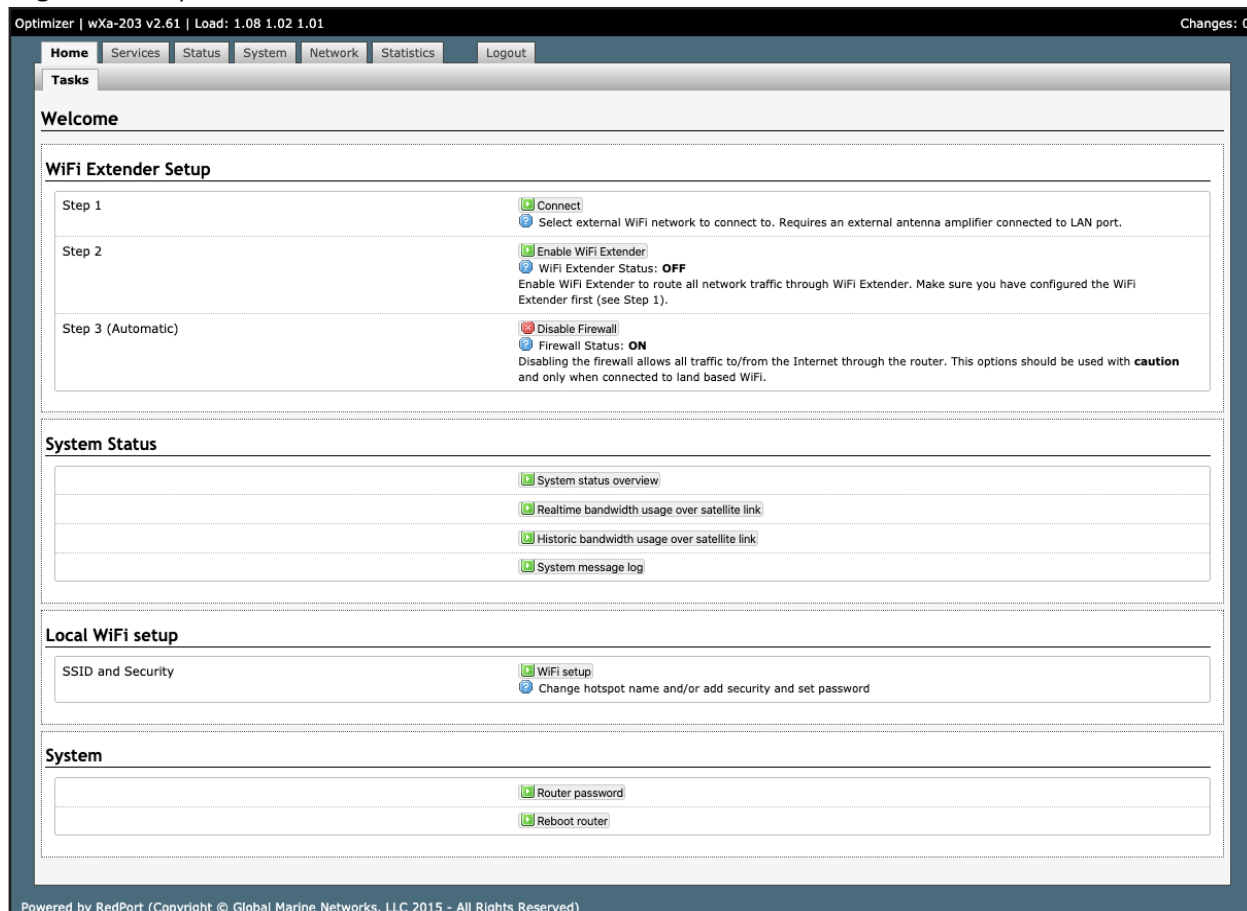 Optimizer | wXa-203 v2.61 | Load: 1.08 1.02 1.01 Changes: 0
Home Services Status System Network Statistics Logout
Tasks
Welcome
WiFi Extender Setup
Step 1 Connect
Select external WiFi network to connect to. Requires an external antenna amplifier connected to LAN port.
Step 2 Enable WiFi Extender
WiFi Extender Status: OFF
Enable WiFi Extender to route all network traffic through WiFi Extender. Make sure you have configured the WiFi
Extender first (see Step 1).
Step 3 (Automatic) Disable Firewall
Firewall Status: ON
Disabling the firewall allows all traffic to/from the Internet through the router. This options should be used with caution
and only when connected to land based WiFi.
System Status
System status overview
Realtime bandwidth usage over satellite link
Historic bandwidth usage over satellite link
System message log
Local WiFi setup
SSID and Security WiFi setup
Change hotspot name and/or add security and set password
System
Router password
Reboot router
Powered by RedPort (Copyright © Global Marine Networks, LLC 2015 - All Rights Reserved)